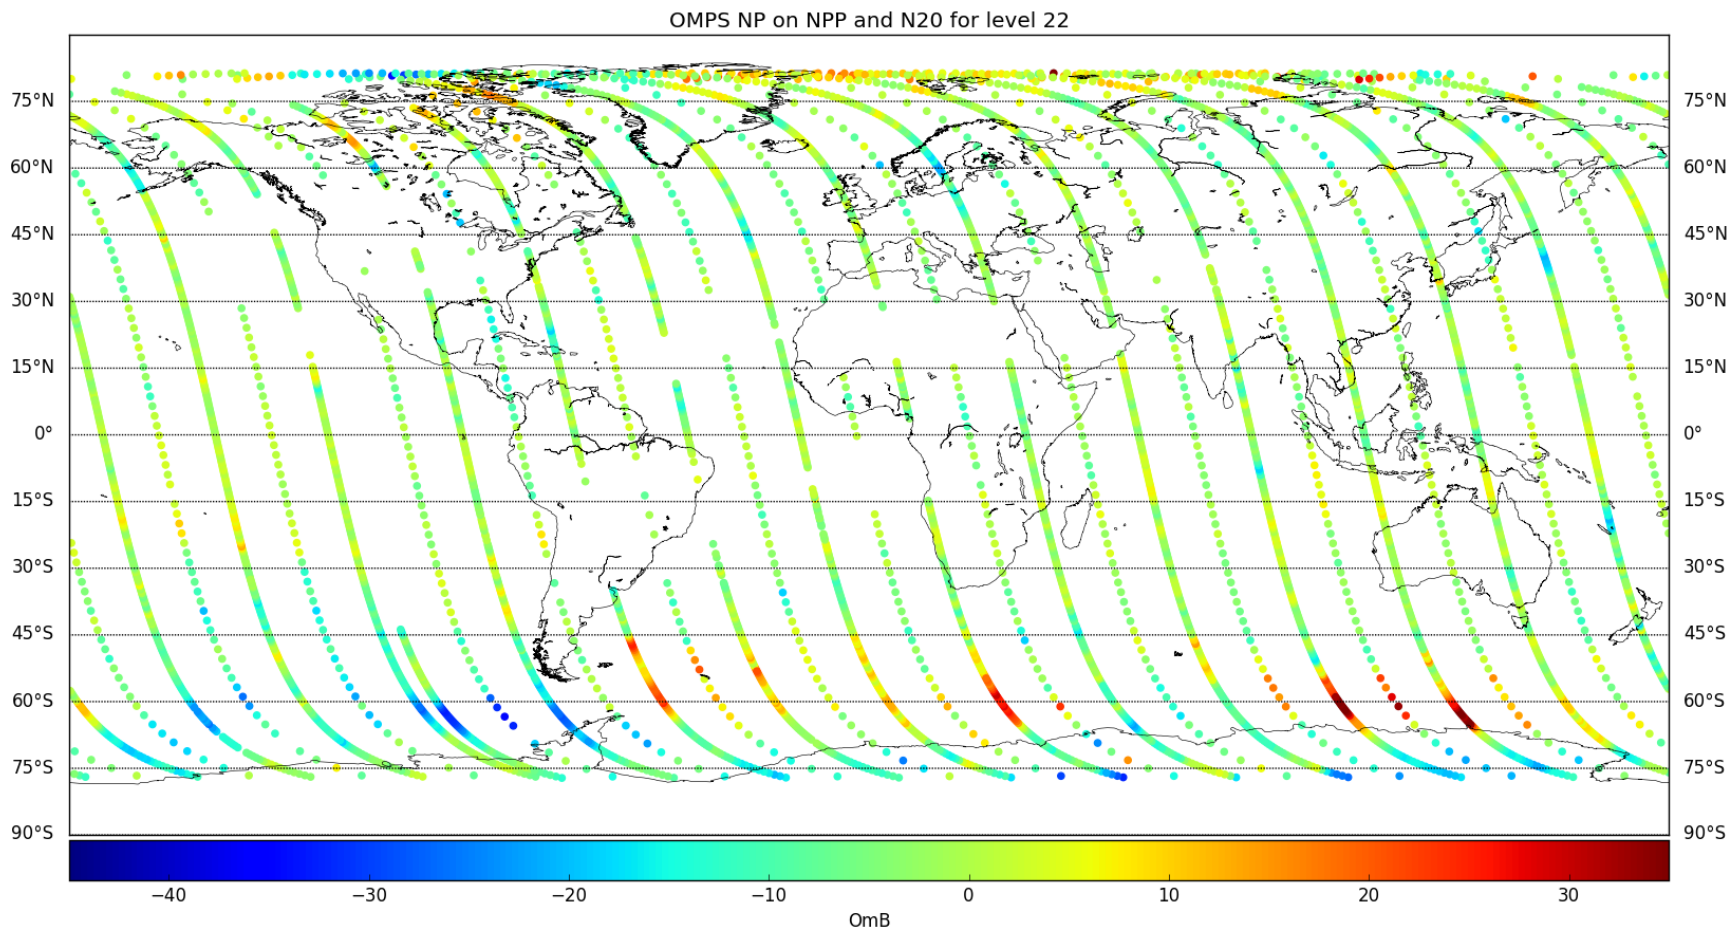 OMPS NP on NPP and N20 for level 22
75°N 75°N
60°N 60°N
45°N 45°N
30°N 30°N
15°N 15°N
0° 0°
15°S 15°S
30°S 30°S
45°S 45°S
60°S 60°S
75°S 75°S
90°S 90°S
−40 −30 −20 −10 0 10 20 30
OmB